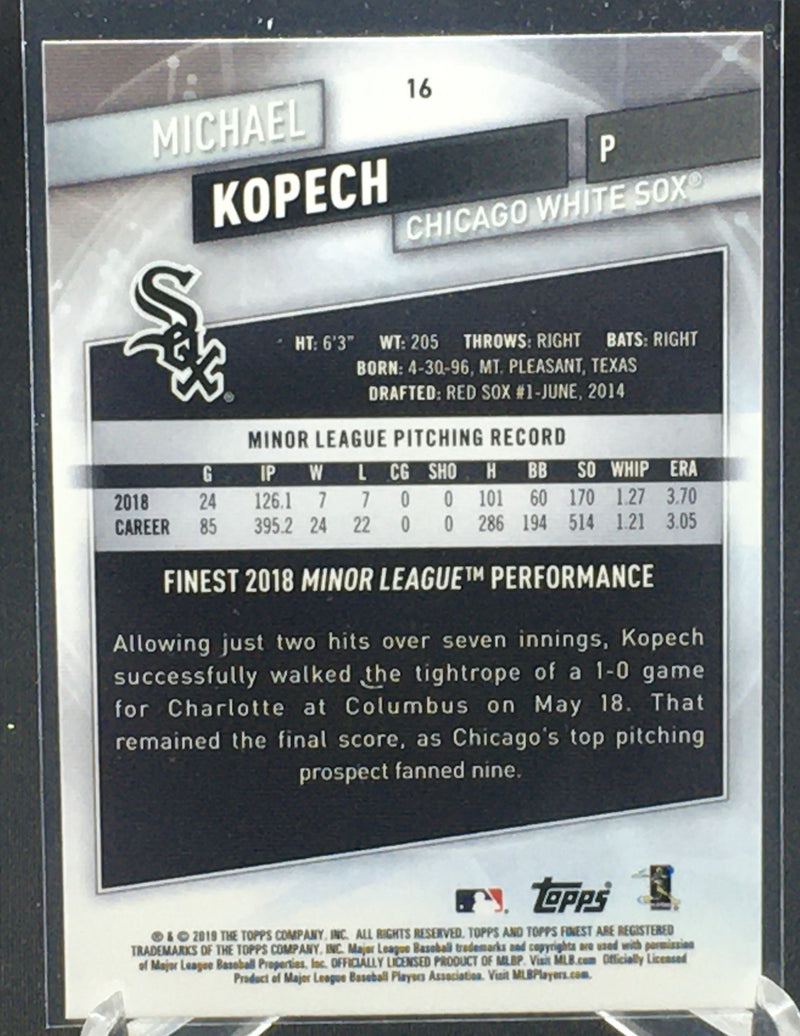 16
MICHAEL
KOPECH
P
CHICAGO WHITE SOX®
SOX®
HT: 6'3" WT: 205 THROWS: RIGHT BATS: RIGHT
BORN: 4-30-96, MT. PLEASANT, TEXAS
DRAFTED: RED SOX #1-JUNE, 2014
MINOR LEAGUE PITCHING RECORD
G IP W L CG SHO H BB SO WHIP ERA
2018 24 126.1 7 7 0 0 101 60 170 1.27 3.70
CAREER 85 395.2 24 22 0 0 286 194 514 1.21 3.05
FINEST 2018 MINOR LEAGUE™ PERFORMANCE
Allowing just two hits over seven innings, Kopech
successfully walked the tightrope of a 1-0 game
for Charlotte at Columbus on May 18. That
remained the final score, as Chicago's top pitching
prospect fanned nine.
topps®
® & © 2019 THE TOPPS COMPANY, INC. ALL RIGHTS RESERVED. TOPPS AND TOPPS FINEST ARE REGISTERED
TRADEMARKS OF THE TOPPS COMPANY, INC. Major League Baseball trademarks and copyrights are used with permission
of Major League Baseball Properties, Inc. OFFICIALLY LICENSED PRODUCT OF MLBP. Visit MLB.com Officially Licensed
Product of Major League Baseball Players Association. Visit MLBPlayers.com.